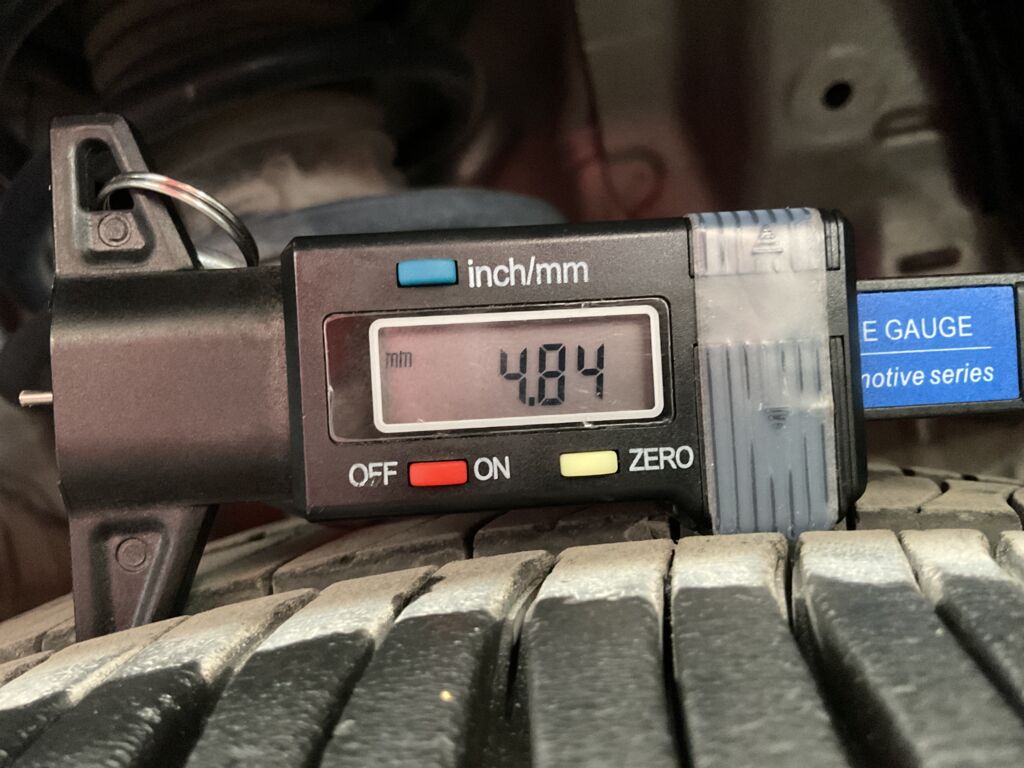 inch/mm
mm 4.84
OFF ON ZERO
E GAUGE
motive series